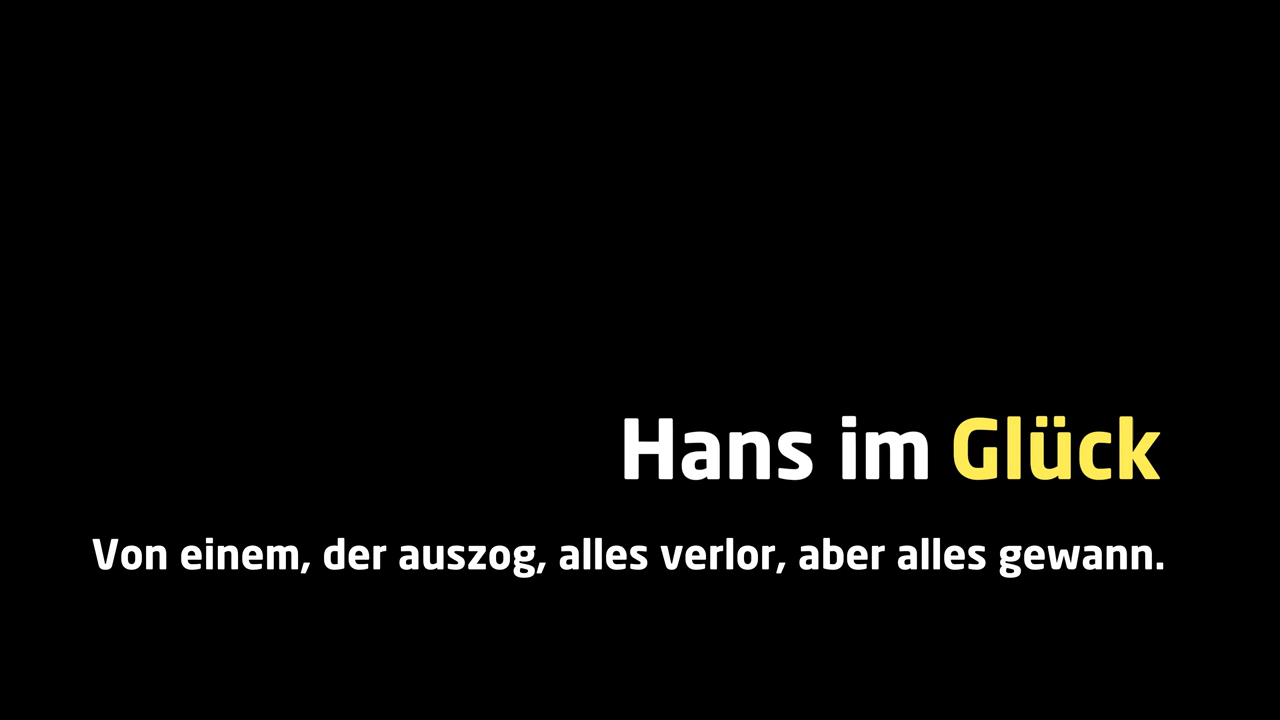 Hans im Glück
Von einem, der auszog, alles verlor, aber alles gewann.